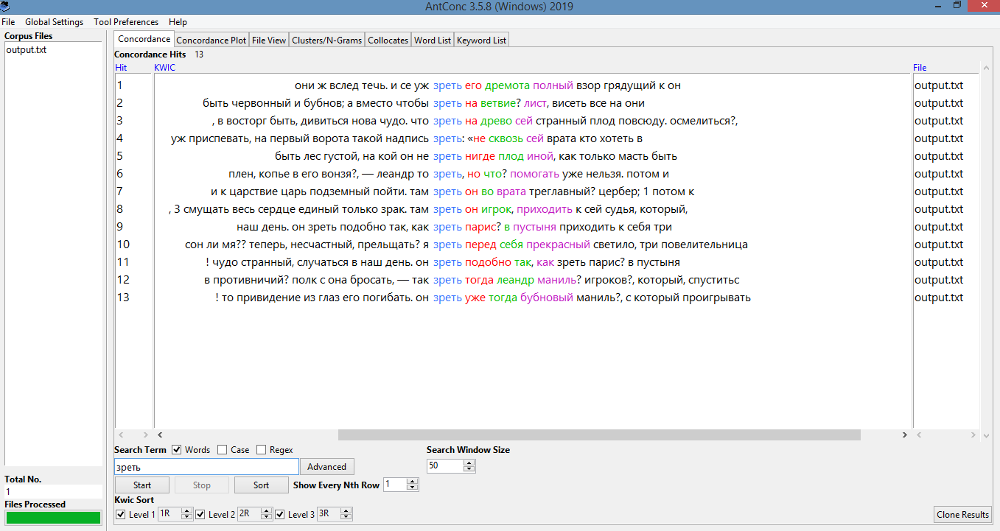 AntConc 3.5.8 (Windows) 2019
File Global Settings Tool Preferences Help
Corpus Files
output.txt
Concordance Concordance Plot File View Clusters/N-Grams Collocates Word List Keyword List
Concordance Hits 13
Hit KWIC File
1 они ж вслед течь. и се уж зреть его дремота полный взор грядущий к он output.txt
2 быть червонный и бубнов; а вместо чтобы зреть на ветвие? лист, висеть все на они output.txt
3 , в восторг быть, дивиться нова чудо. что зреть на древо сей странный плод повсюду. осмелиться?, output.txt
4 уж приспевать, на первый ворота такой надпись зреть: «не сквозь сей врата кто хотеть в output.txt
5 быть лес густой, на кой он не зреть нигде плод иной, как только масть быть output.txt
6 плен, копье в его вонзя?, — леандр то зреть, но что? помогать уже нельзя. потом и output.txt
7 и к царствие царь подземный пойти. там зреть он во врата треглавный? цербер; 1 потом к output.txt
8 , 3 смущать весь сердце единый только зрак. там зреть он игрок, приходить к сей судья, который, output.txt
9 наш день. он зреть подобно так, как зреть парис? в пустыня приходить к себя три output.txt
10 сон ли мя?? теперь, несчастный, прельщать? я зреть перед себя прекрасный светило, три повелительница output.txt
11 ! чудо странный, случаться в наш день. он зреть подобно так, как зреть парис? в пустыня output.txt
12 в противничий? полк с она бросать, — так зреть тогда леандр маниль? игроков?, который, спуститьс output.txt
13 ! то привидение из глаз его погибать. он зреть уже тогда бубновый маниль?, с который проигрывать output.txt
Search Term Words Case Regex Search Window Size
зреть Advanced 50
Start Stop Sort Show Every Nth Row 1
Kwic Sort
Level 1 1R Level 2 2R Level 3 3R Clone Results
Total No.
1
Files Processed